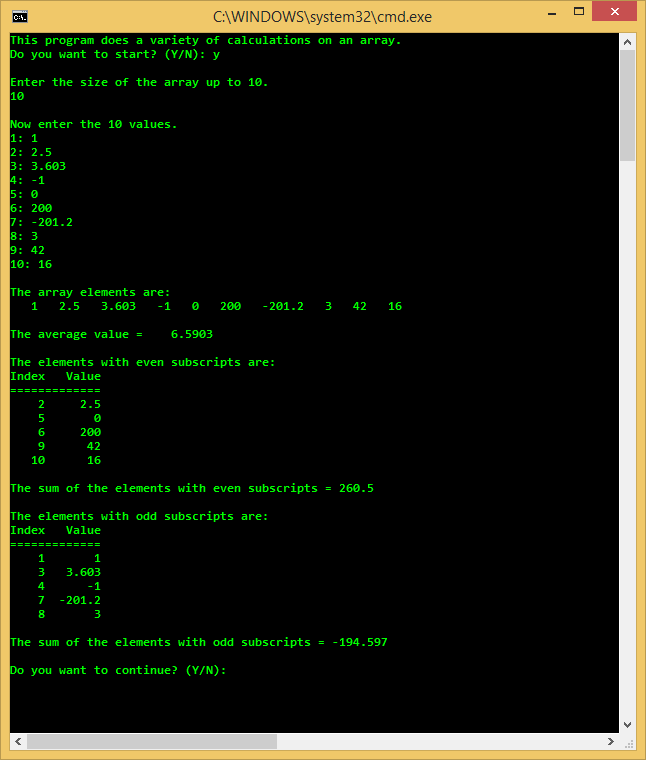 C:\WINDOWS\system32\cmd.exe
This program does a variety of calculations on an array.
Do you want to start? (Y/N): y
Enter the size of the array up to 10.
10
Now enter the 10 values.
1: 1
2: 2.5
3: 3.603
4: -1
5: 0
6: 200
7: -201.2
8: 3
9: 42
10: 16
The array elements are:
1   2.5   3.603   -1   0   200   -201.2   3   42   16
The average value =    6.5903
The elements with even subscripts are:
Index   Value
=============
2     2.5
5       0
6     200
9      42
10      16
The sum of the elements with even subscripts = 260.5
The elements with odd subscripts are:
Index   Value
=============
1       1
3   3.603
4      -1
7  -201.2
8       3
The sum of the elements with odd subscripts = -194.597
Do you want to continue? (Y/N):